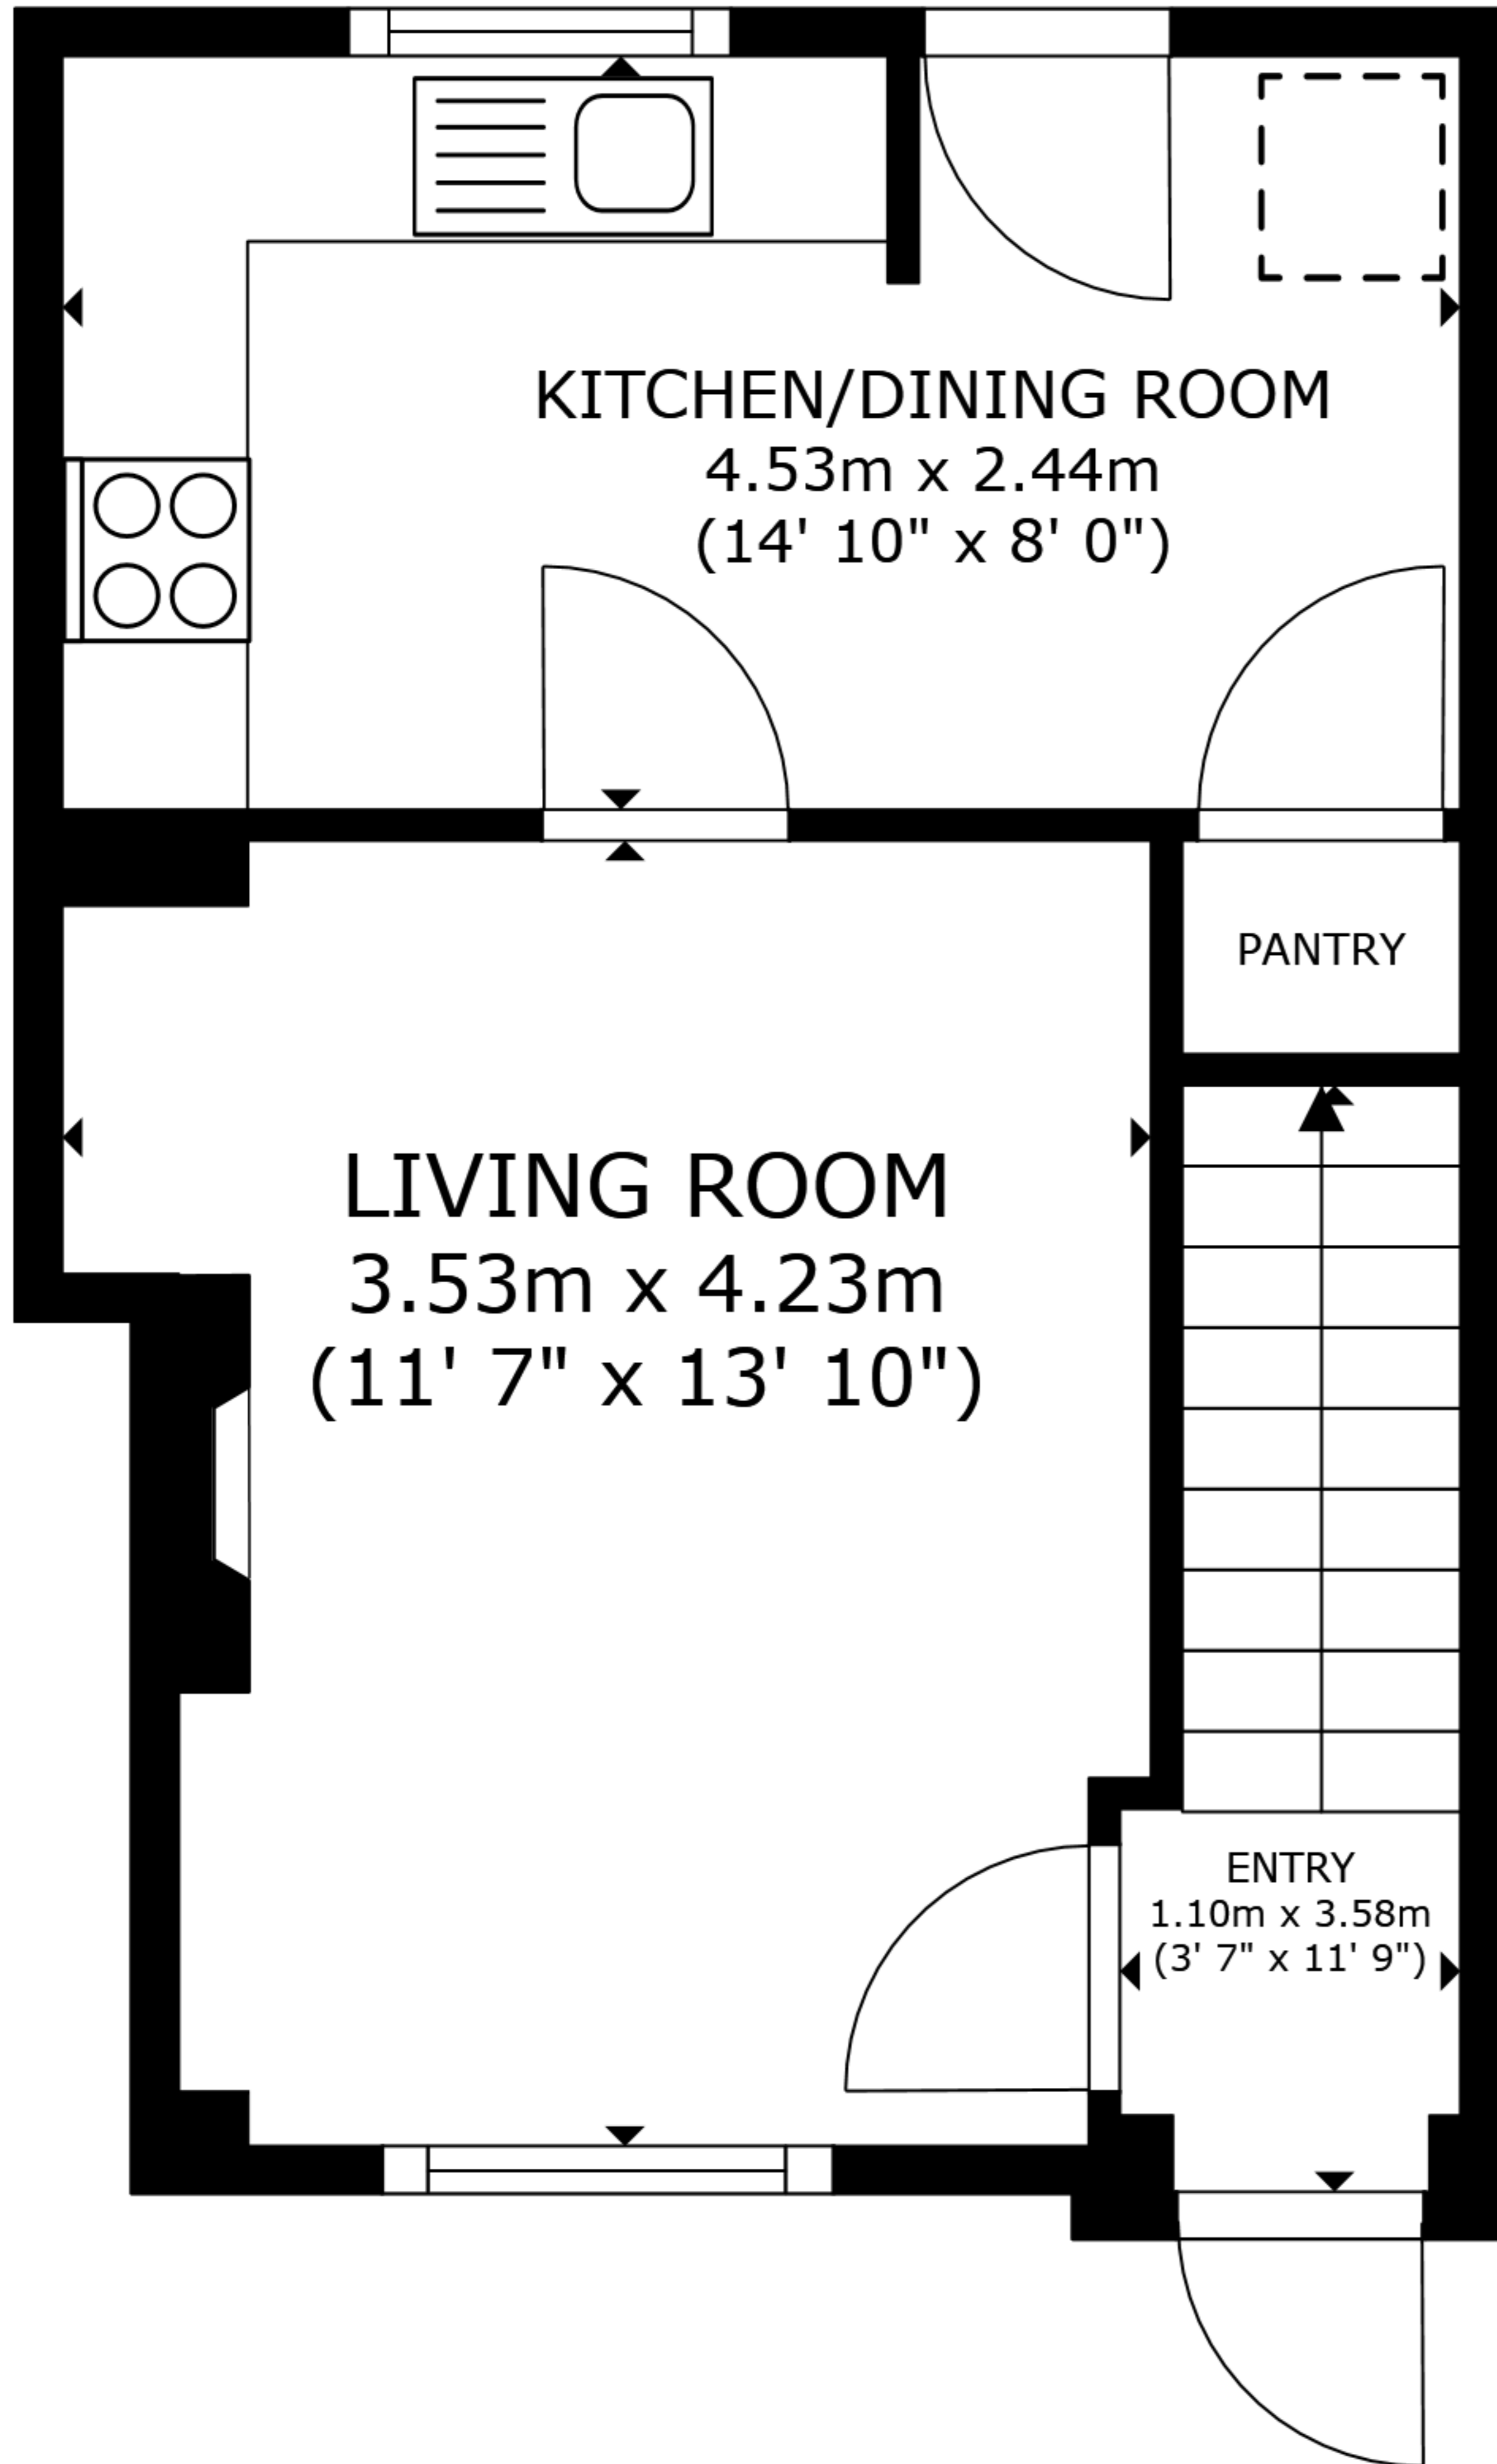 KITCHEN/DINING ROOM
4.53m x 2.44m
(14' 10" x 8' 0")
PANTRY
LIVING ROOM
3.53m x 4.23m
(11' 7" x 13' 10")
ENTRY
1.10m x 3.58m
(3' 7" x 11' 9")